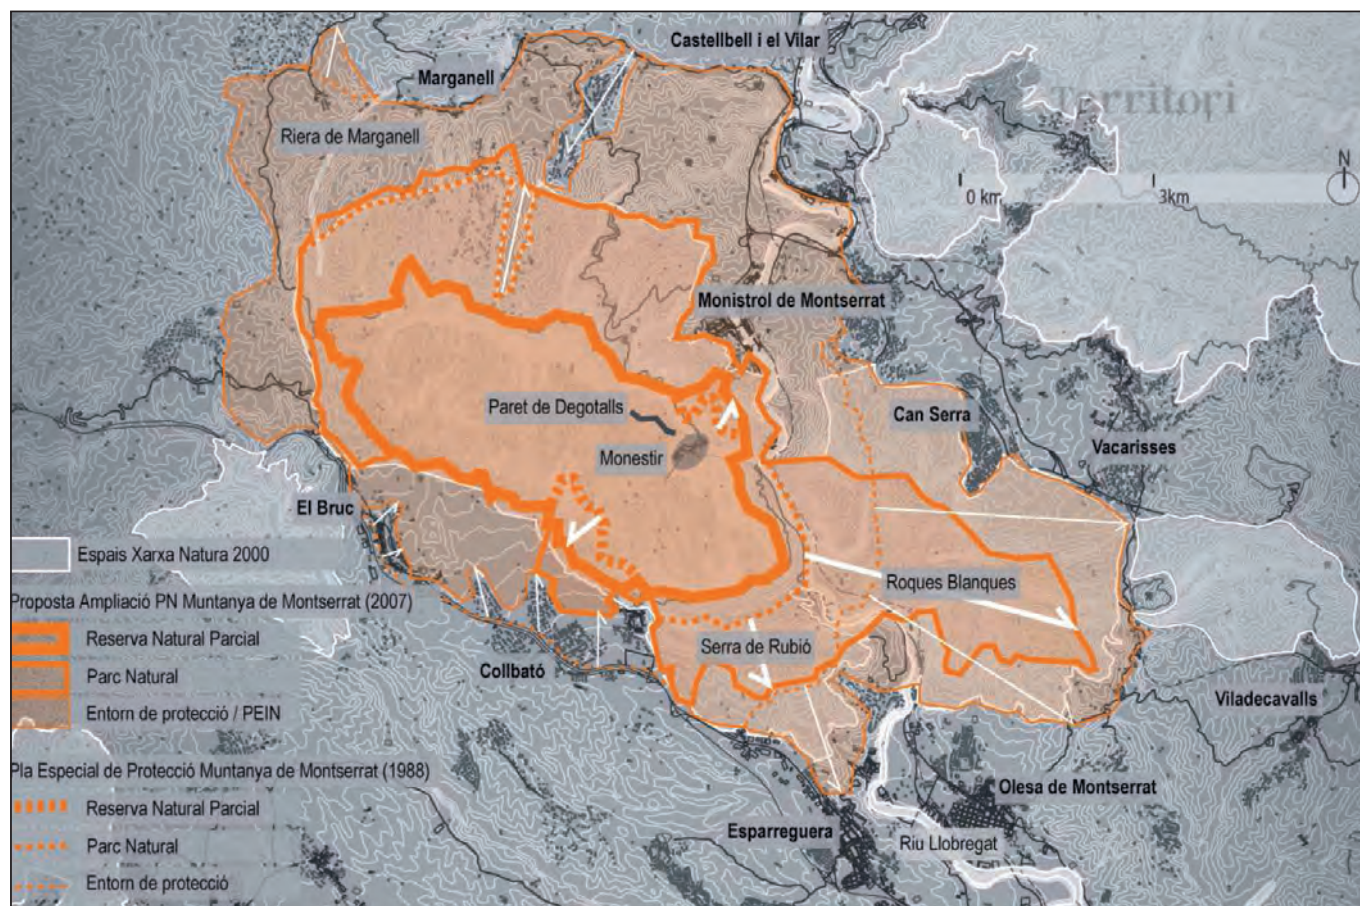 Castellbell i el Vilar
Marganell
Territori
Riera de Marganell
N
0 km
3km
Monistrol de Montserrat
Paret de Degotalls
Can Serra
Monestir
Vacarisses
El Bruc
Espais Xarxa Natura 2000
Roques Blanques
Proposta Ampliació PN Muntanya de Montserrat (2007)
Reserva Natural Parcial
Serra de Rubió
Parc Natural
Collbató
Viladecavalls
Entorn de protecció / PEIN
Pla Especial de Protecció Muntanya de Montserrat (1988)
Olesa de Montserrat
Reserva Natural Parcial
Esparreguera
Riu Llobregat
Parc Natural
Entorn de protecció